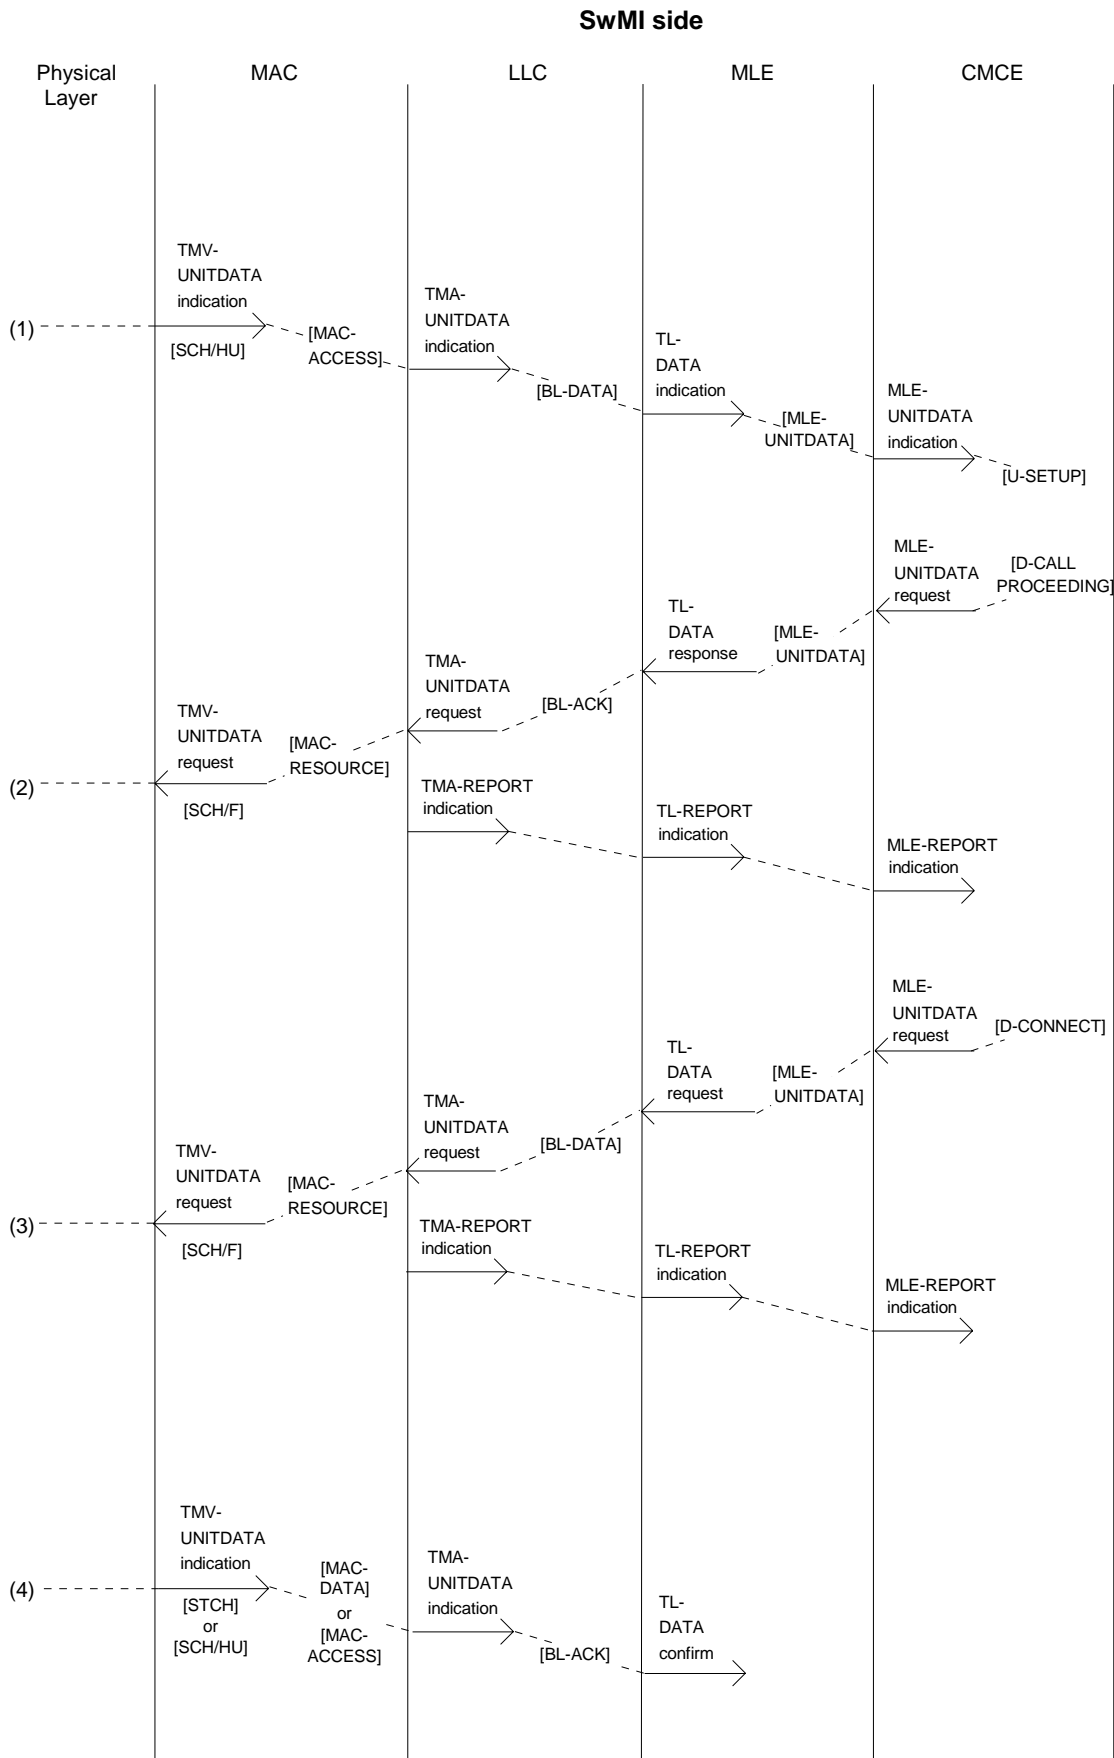 SwMI side
Physical
Layer
MAC
LLC
MLE
CMCE
(1)
TMV-
UNITDATA
indication
[SCH/HU]
[MAC-
ACCESS]
TMA-
UNITDATA
indication
[BL-DATA]
TL-
DATA
indication
[MLE-
UNITDATA]
MLE-
UNITDATA
indication
[U-SETUP]
[D-CALL
PROCEEDING]
MLE-
UNITDATA
request
[MLE-
UNITDATA]
TL-
DATA
response
[BL-ACK]
TMA-
UNITDATA
request
[MAC-
RESOURCE]
TMV-
UNITDATA
request
[SCH/F]
(2)
TMA-REPORT
indication
TL-REPORT
indication
MLE-REPORT
indication
[D-CONNECT]
MLE-
UNITDATA
request
[MLE-
UNITDATA]
TL-
DATA
request
[BL-DATA]
TMA-
UNITDATA
request
[MAC-
RESOURCE]
TMV-
UNITDATA
request
[SCH/F]
(3)
TMA-REPORT
indication
TL-REPORT
indication
MLE-REPORT
indication
(4)
TMV-
UNITDATA
indication
[STCH]
or
[SCH/HU]
[MAC-
DATA]
or
[MAC-
ACCESS]
TMA-
UNITDATA
indication
[BL-ACK]
TL-
DATA
confirm